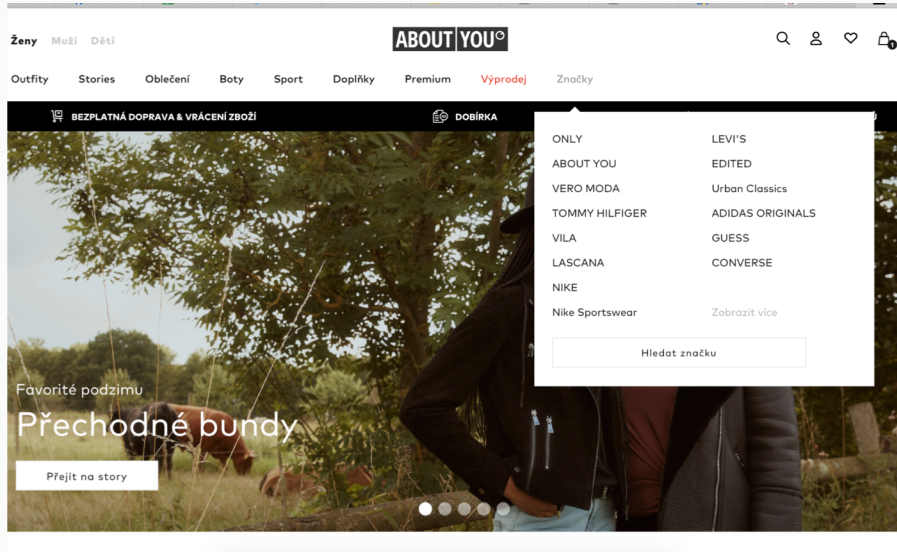 Ženy Muži Děti
ABOUT YOU
1
Outfity Stories Oblečení Boty Sport Doplňky Premium Výprodej Značky
BEZPLATNÁ DOPRAVA & VRÁCENÍ ZBOŽÍ
DOBÍRKA
ONLY
ABOUT YOU
VERO MODA
TOMMY HILFIGER
VILA
LASCANA
NIKE
Nike Sportswear
LEVI'S
EDITED
Urban Classics
ADIDAS ORIGINALS
GUESS
CONVERSE
Zobrazit více
Hledat značku
Favorité podzimu
Přechodné bundy
Přejít na story